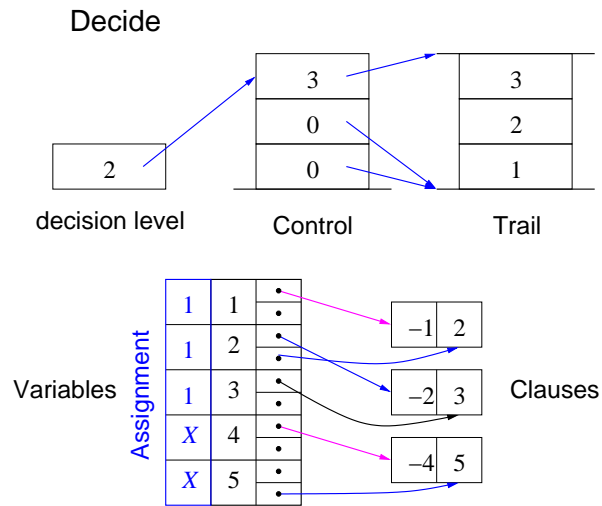 Decide
3 3
0 2
2 0 1
decision level Control Trail
1 1
−1 2
1 2
Variables Assignment 1 3 −2 3 Clauses
X 4
−4 5
X 5